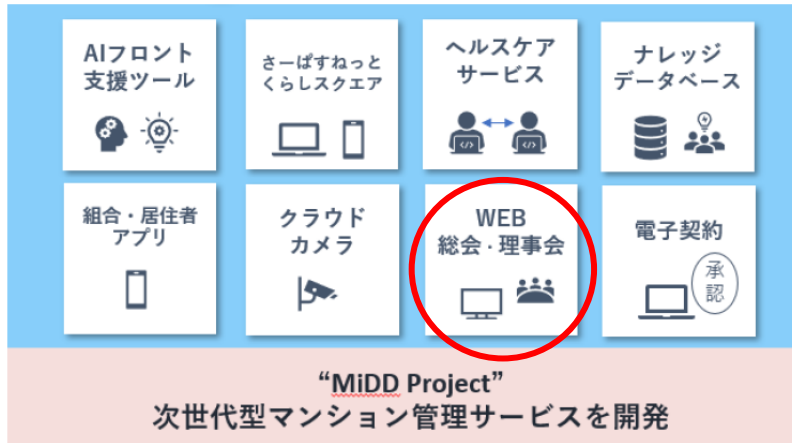 AIフロント
支援ツール
さーぱすねっと
くらしスクエア
ヘルスケア
サービス
ナレッジ
データベース
組合・居住者
アプリ
クラウド
カメラ
WEB
総会・理事会
電子契約
承
認
“MiDD Project”
次世代型マンション管理サービスを開発